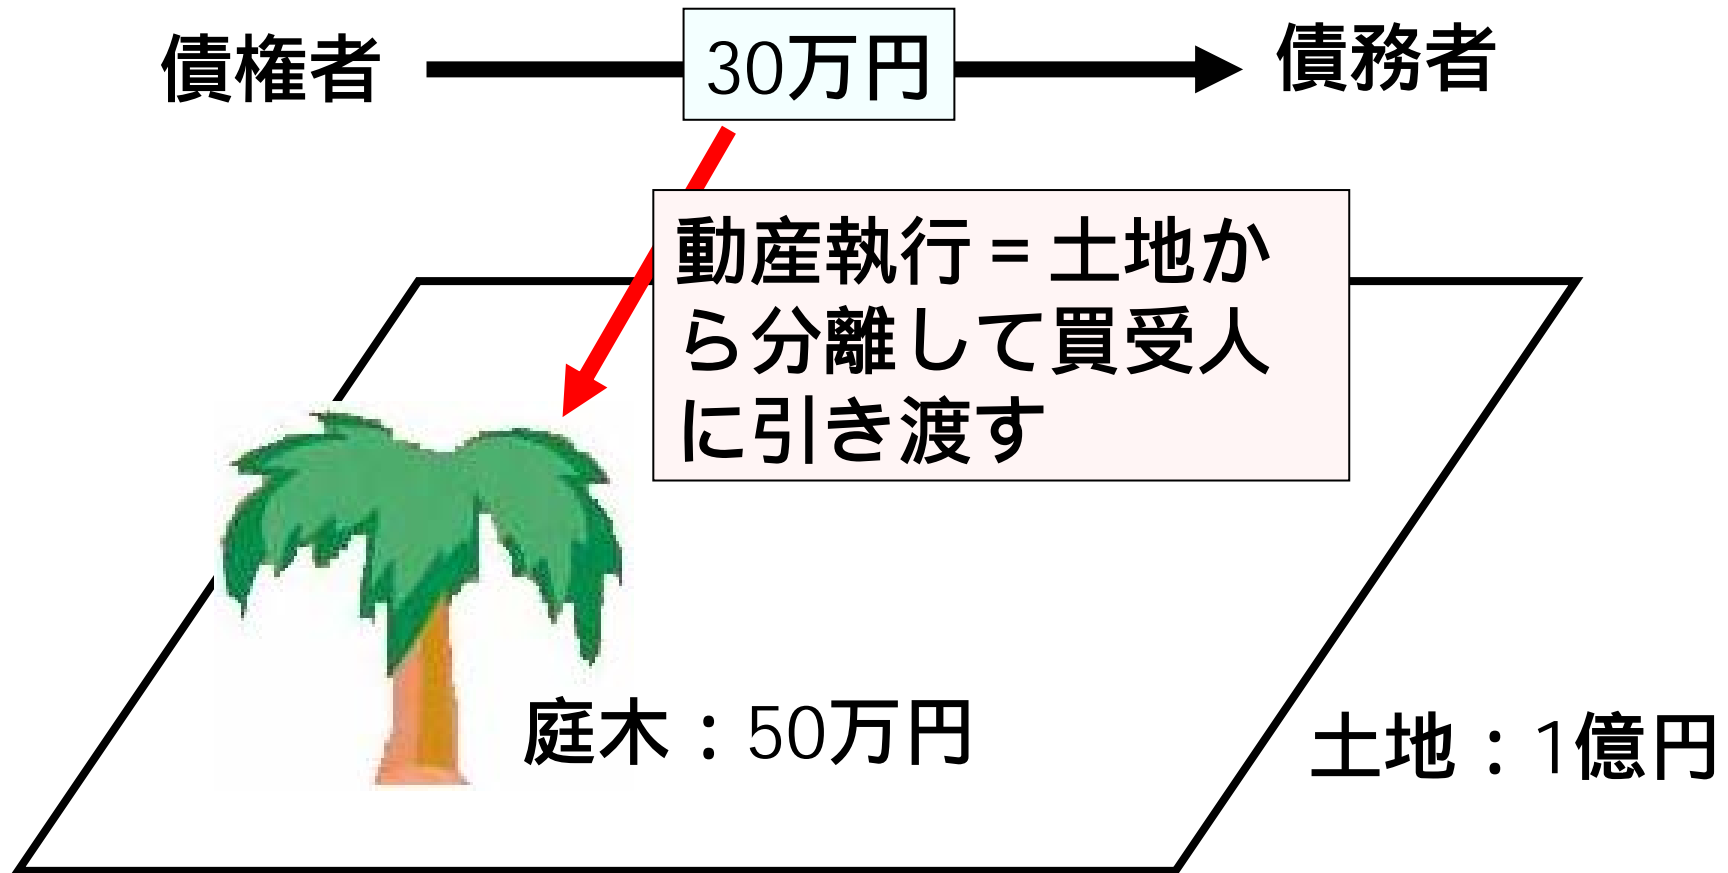 債権者
30万円
債務者
動産執行=土地か
ら分離して買受人
に引き渡す
庭木：50万円
土地：1億円